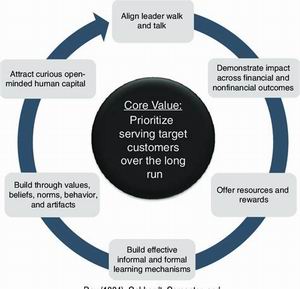 Align leader walk
and talk
Demonstrate impact
across financial and
nonfinancial outcomes
Offer resources and
rewards
Build effective
informal and formal
learning mechanisms
Build through values,
beliefs, norms, behavior,
and artifacts
Attract curious open-
minded human capital
Core Value:
Prioritize
serving target
customers
over the long
run